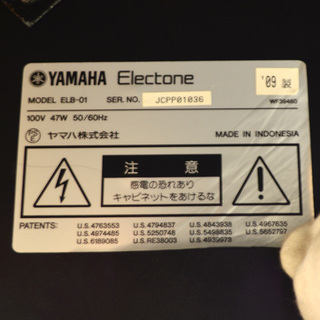 YAMAHA Electone
'09 製
MODEL ELB-01 SER. NO. JCPP01036 WF39460
100V 47W 50/60Hz
ヤマハ株式会社 MADE IN INDONESIA
注意
感電の恐れあり
キャビネットをあけるな
PATENTS: U.S.4763553 U.S.4794837 U.S.4843938 U.S.4967635
U.S.4974485 U.S.5250748 U.S.5498835 U.S.5652797
U.S.6189085 U.S.RE38003 U.S.4939973